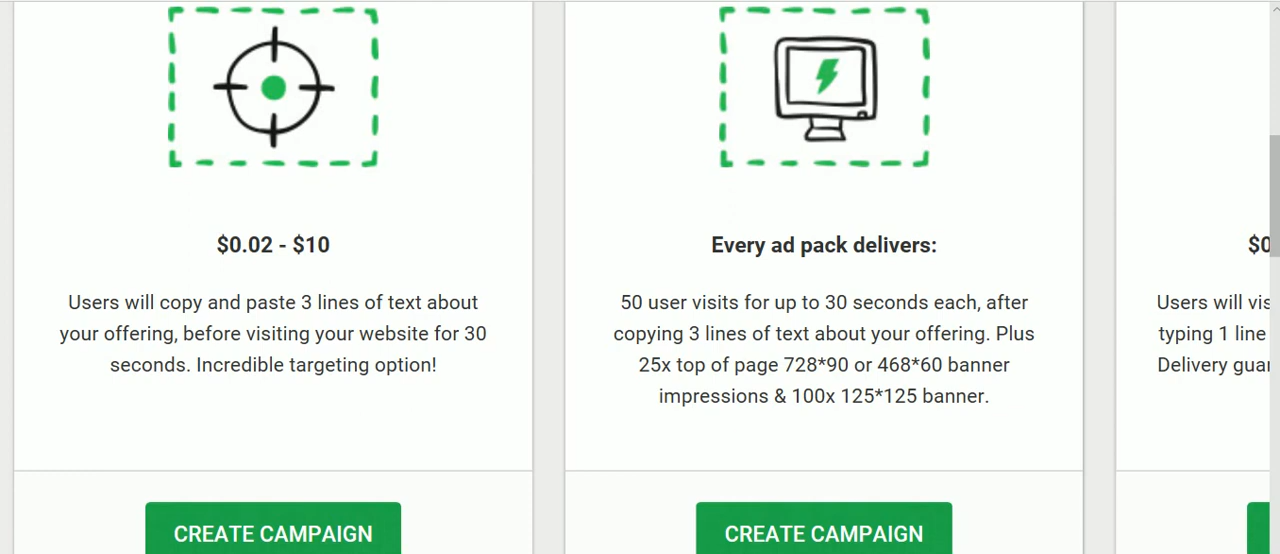 $0.02 - $10
Users will copy and paste 3 lines of text about
your offering, before visiting your website for 30
seconds. Incredible targeting option!
CREATE CAMPAIGN
Every ad pack delivers:
50 user visits for up to 30 seconds each, after
copying 3 lines of text about your offering. Plus
25x top of page 728*90 or 468*60 banner
impressions & 100x 125*125 banner.
CREATE CAMPAIGN
$0
Users will
typing 1 line
Delivery